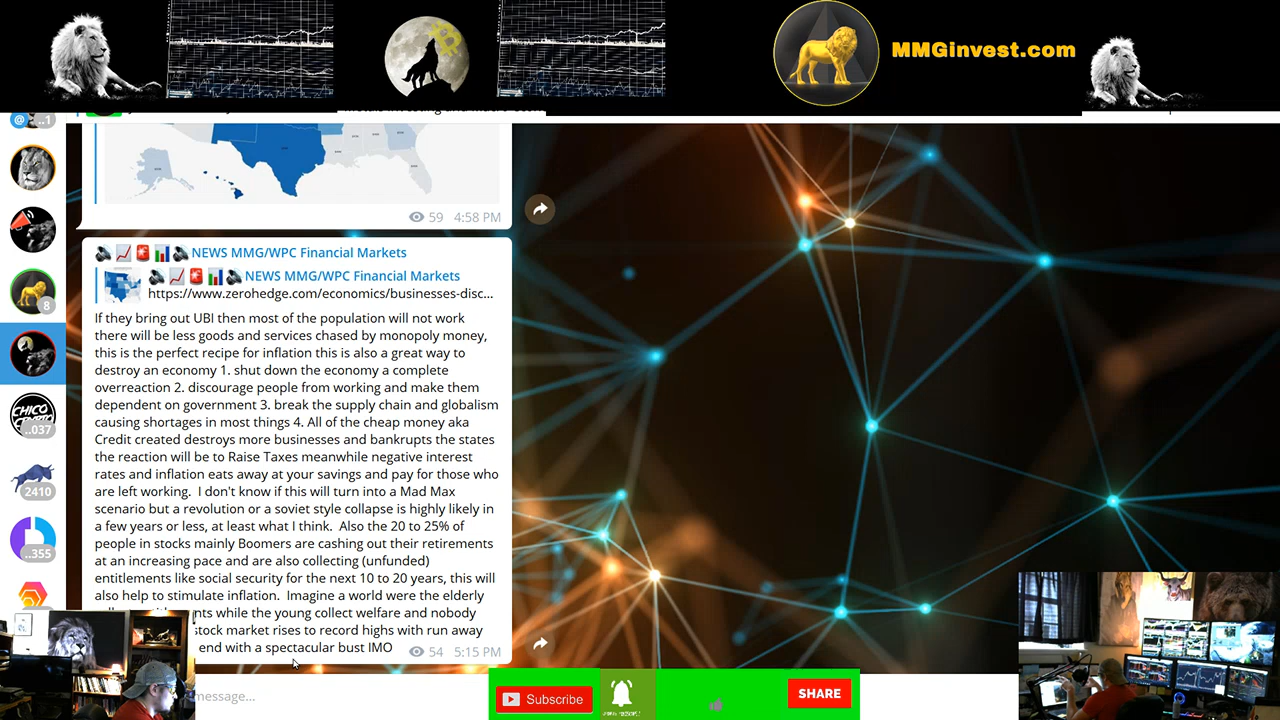 MMGinvest.com
@ ..1
59 4:58 PM
NEWS MMG/WPC Financial Markets
NEWS MMG/WPC Financial Markets
8
https://www.zerohedge.com/economics/businesses-disc...
If they bring out UBI then most of the population will not work
there will be less goods and services chased by monopoly money,
this is the perfect recipe for inflation this is also a great way to
destroy an economy 1. shut down the economy a complete
overreaction 2. discourage people from working and make them
dependent on government 3. break the supply chain and globalism
causing shortages in most things 4. All of the cheap money aka
Credit created destroys more businesses and bankrupts the states
the reaction will be to Raise Taxes meanwhile negative interest
rates and inflation eats away at your savings and pay for those who
are left working. I don't know if this will turn into a Mad Max
scenario but a revolution or a soviet style collapse is highly likely in
a few years or less, at least what I think. Also the 20 to 25% of
people in stocks mainly Boomers are cashing out their retirements
at an increasing pace and are also collecting (unfunded)
entitlements like social security for the next 10 to 20 years, this will
also help to stimulate inflation. Imagine a world were the elderly
while the young collect welfare and nobody
stock market rises to record highs with run away
end with a spectacular bust IMO
54 5:15 PM
CHICO
CRYPTO
..037
2410
..355
message...
Subscribe
SHARE